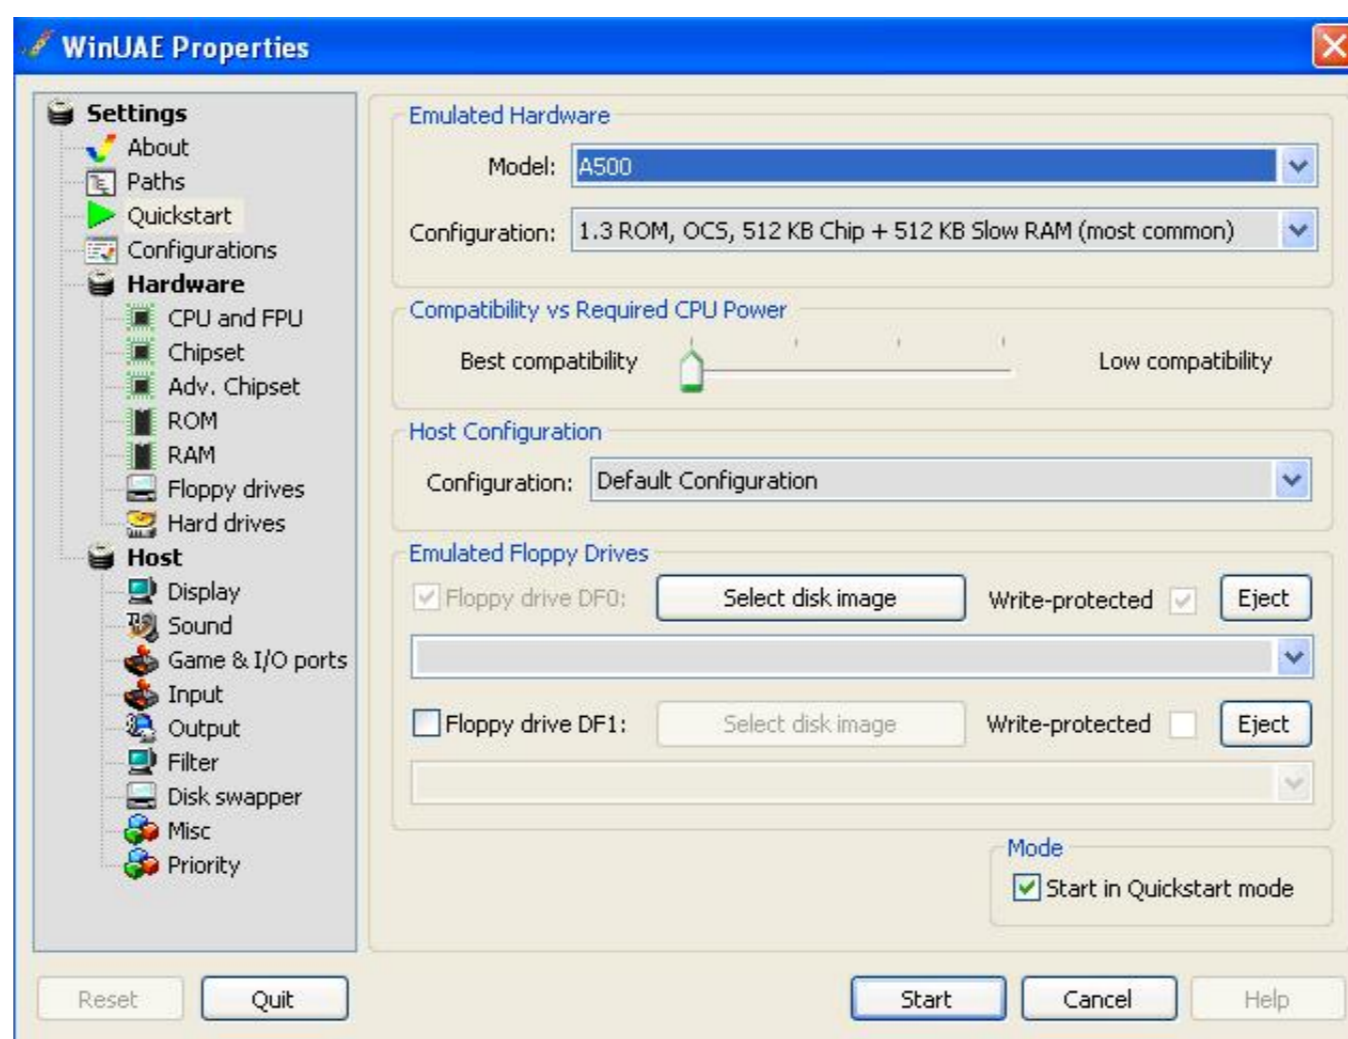 WinUAE Properties
Settings
About
Paths
Quickstart
Configurations
Hardware
CPU and FPU
Chipset
Adv. Chipset
ROM
RAM
Floppy drives
Hard drives
Host
Display
Sound
Game & I/O ports
Input
Output
Filter
Disk swapper
Misc
Priority
Emulated Hardware
Model: A500
Configuration: 1.3 ROM, OCS, 512 KB Chip + 512 KB Slow RAM (most common)
Compatibility vs Required CPU Power
Best compatibility Low compatibility
Host Configuration
Configuration: Default Configuration
Emulated Floppy Drives
Floppy drive DF0: Select disk image Write-protected Eject
Floppy drive DF1: Select disk image Write-protected Eject
Mode
Start in Quickstart mode
Reset Quit Start Cancel Help